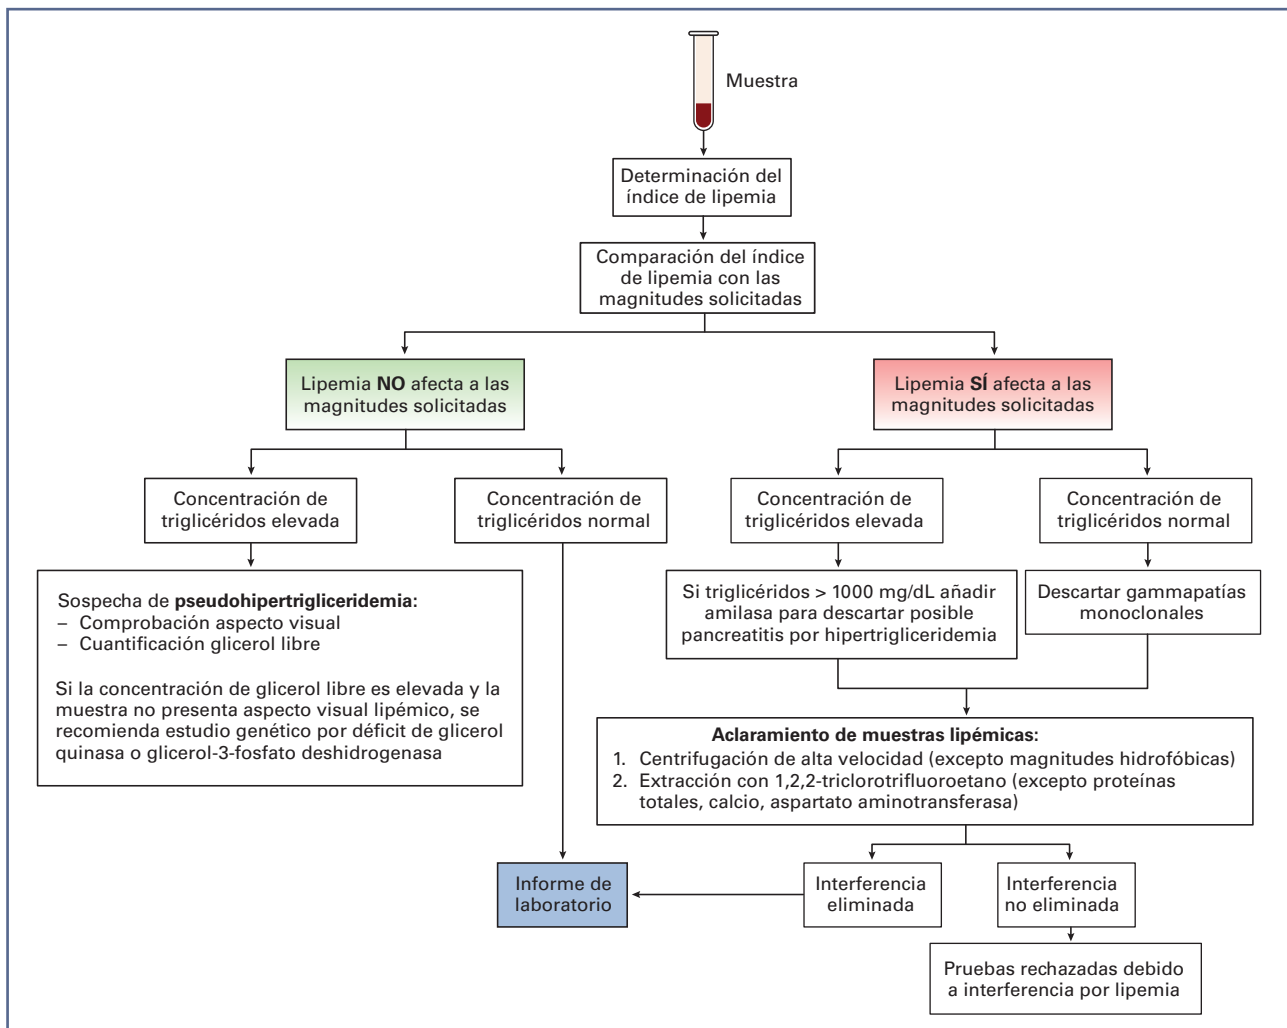 Muestra
Determinación del
índice de lipemia
Comparación del índice
de lipemia con las
magnitudes solicitadas
Lipemia NO afecta a las
magnitudes solicitadas
Lipemia SÍ afecta a las
magnitudes solicitadas
Concentración de
triglicéridos elevada
Concentración de
triglicéridos normal
Concentración de
triglicéridos elevada
Concentración de
triglicéridos normal
Sospecha de pseudohipertrigliceridemia:
– Comprobación aspecto visual
– Cuantificación glicerol libre
Si la concentración de glicerol libre es elevada y la
muestra no presenta aspecto visual lipémico, se
recomienda estudio genético por déficit de glicerol
quinasa o glicerol-3-fosfato deshidrogenasa
Si triglicéridos > 1000 mg/dL añadir
amilasa para descartar posible
pancreatitis por hipertrigliceridemia
Descartar gammapatías
monoclonales
Aclaramiento de muestras lipémicas:
1. Centrifugación de alta velocidad (excepto magnitudes hidrofóbicas)
2. Extracción con 1,2,2-triclorotrifluoroetano (excepto proteínas
totales, calcio, aspartato aminotransferasa)
Informe de
laboratorio
Interferencia
eliminada
Interferencia
no eliminada
Pruebas rechazadas debido
a interferencia por lipemia